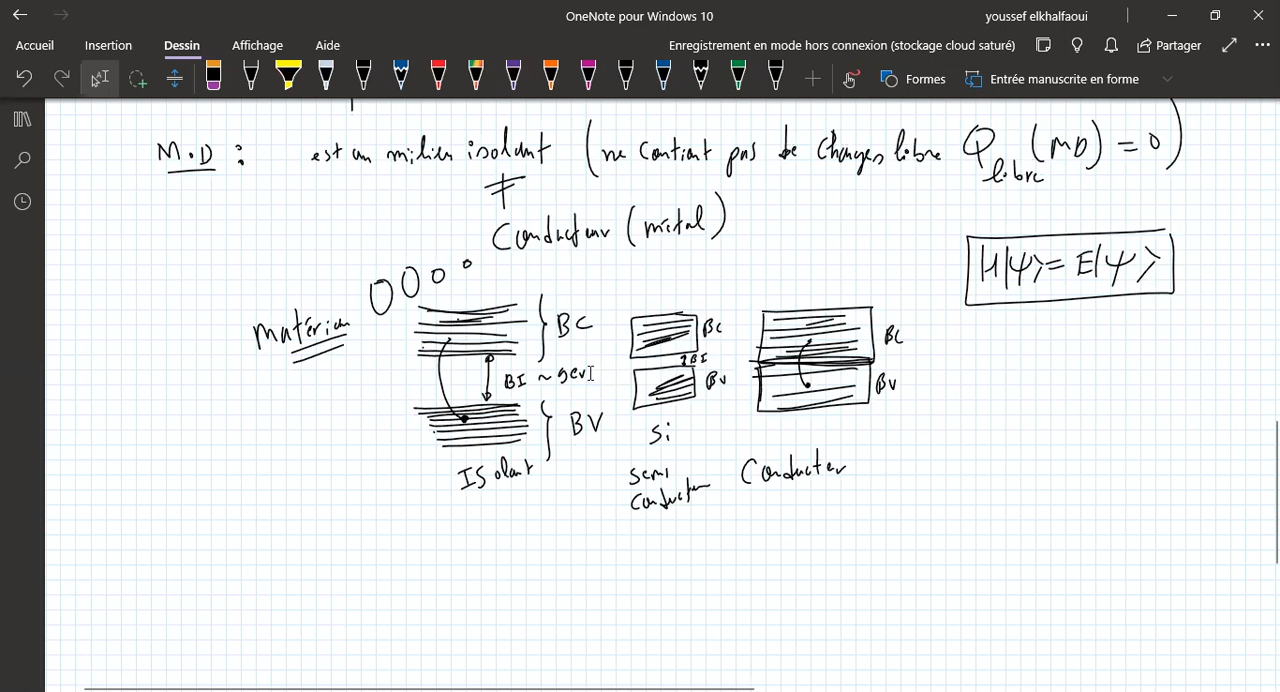 OneNote pour Windows 10
youssef elkhalfaoui
Accueil Insertion Dessin Affichage Aide
Enregistrement en mode hors connexion (stockage cloud saturé)
Partager
Formes
Entrée manuscrite en forme
M.D : est un milieu isolant (ne contient pas de charges libre Q libre (MD) = 0)
≠
Conducteur (métal)
H|ψ> = E|ψ>
Matériau
BC
BI
BV
BC
BI
BV
BC
BV
Si
Isolant
semi
conducteur
Conducteur